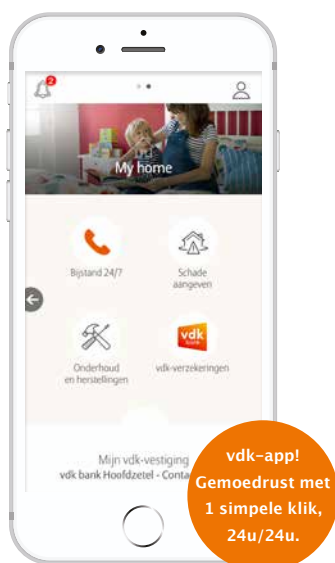 2
My home
Bijstand 24/7
Schade
aangeven
Onderhoud
en herstellingen
vdk
bank
vdk-verzekeringen
Mijn vdk-vestiging
vdk bank Hoofdzetel - Conta
vdk-app!
Gemoedrust met
1 simpele klik,
24u/24u.